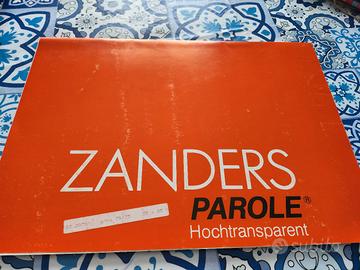 ZANDERS
PAROLE®
Hochtransparent
subito